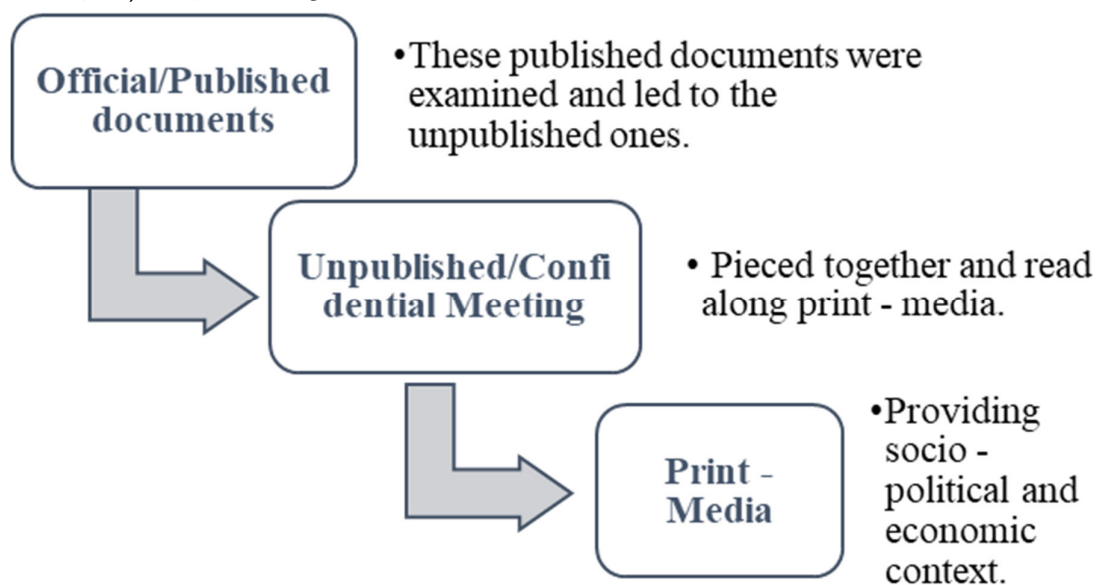 Official/Published
documents
•These published documents were
examined and led to the
unpublished ones.
Unpublished/Confi
dential Meeting
• Pieced together and read
along print - media.
Print -
Media
•Providing
socio -
political and
economic
context.